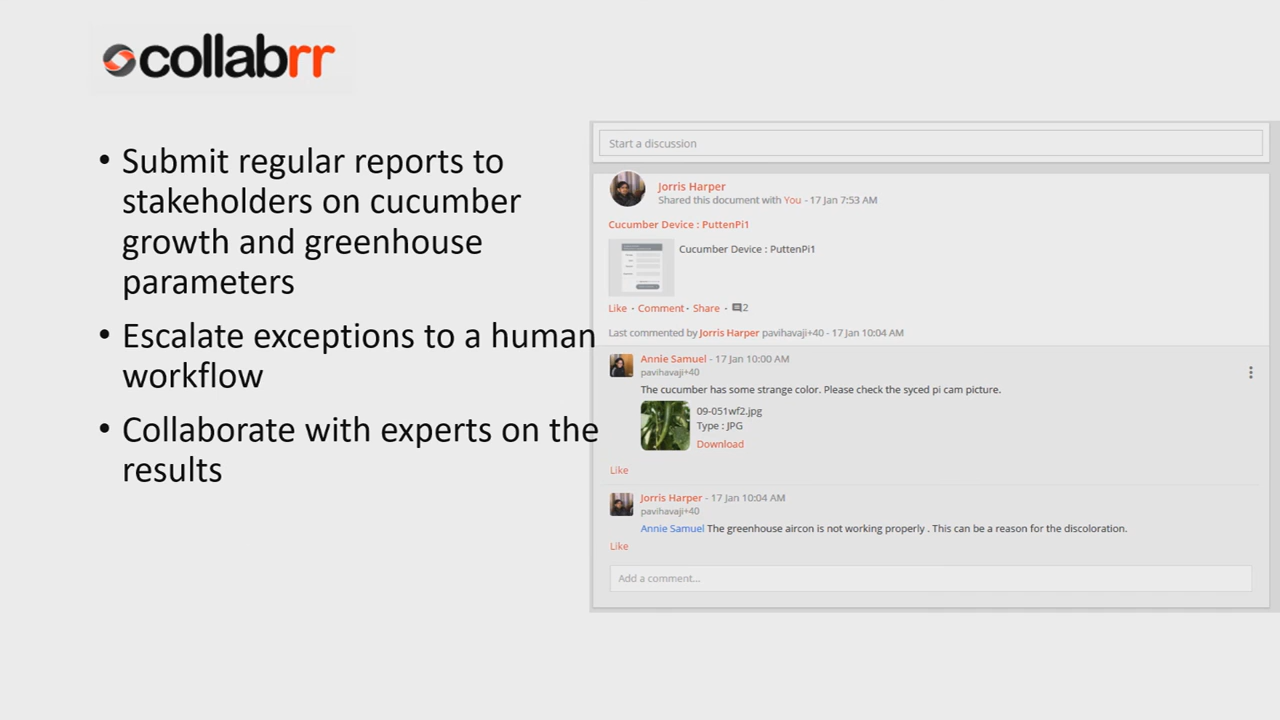 collabrr
• Submit regular reports to
stakeholders on cucumber
growth and greenhouse
parameters
• Escalate exceptions to a human
workflow
• Collaborate with experts on the
results
Start a discussion
Jorris Harper
Shared this document with You - 17 Jan 7:53 AM
Cucumber Device : PuttenPi1
Cucumber Device : PuttenPi1
Like · Comment · Share · 2
Last commented by Jorris Harper pavihavaji+40 - 17 Jan 10:04 AM
Annie Samuel - 17 Jan 10:00 AM
pavihavaji+40
The cucumber has some strange color. Please check the syced pi cam picture.
09-051wf2.jpg
Type : JPG
Download
Like
Jorris Harper - 17 Jan 10:04 AM
pavihavaji+40
Annie Samuel The greenhouse aircon is not working properly . This can be a reason for the discoloration.
Like
Add a comment...